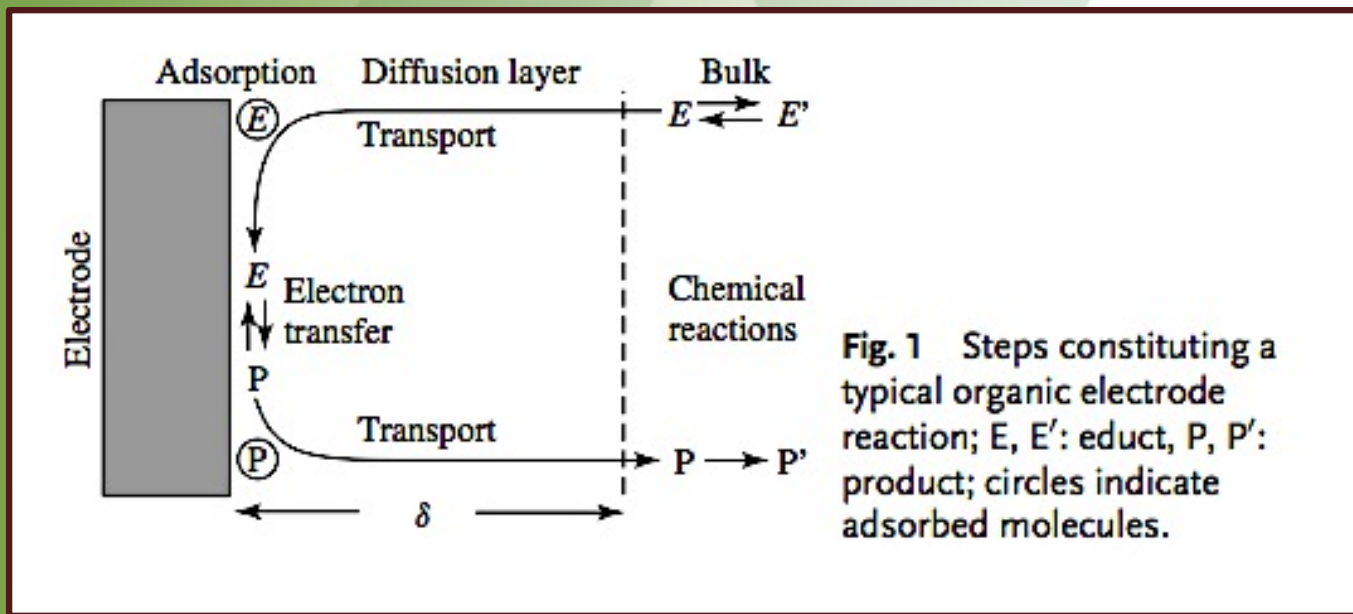 Adsorption Diffusion layer Bulk
E E E'
Transport
Electrode
E
Electron
transfer
Chemical
reactions
P
Transport
P P P'
δ
Fig. 1 Steps constituting a
typical organic electrode
reaction; E, E′: educt, P, P′:
product; circles indicate
adsorbed molecules.